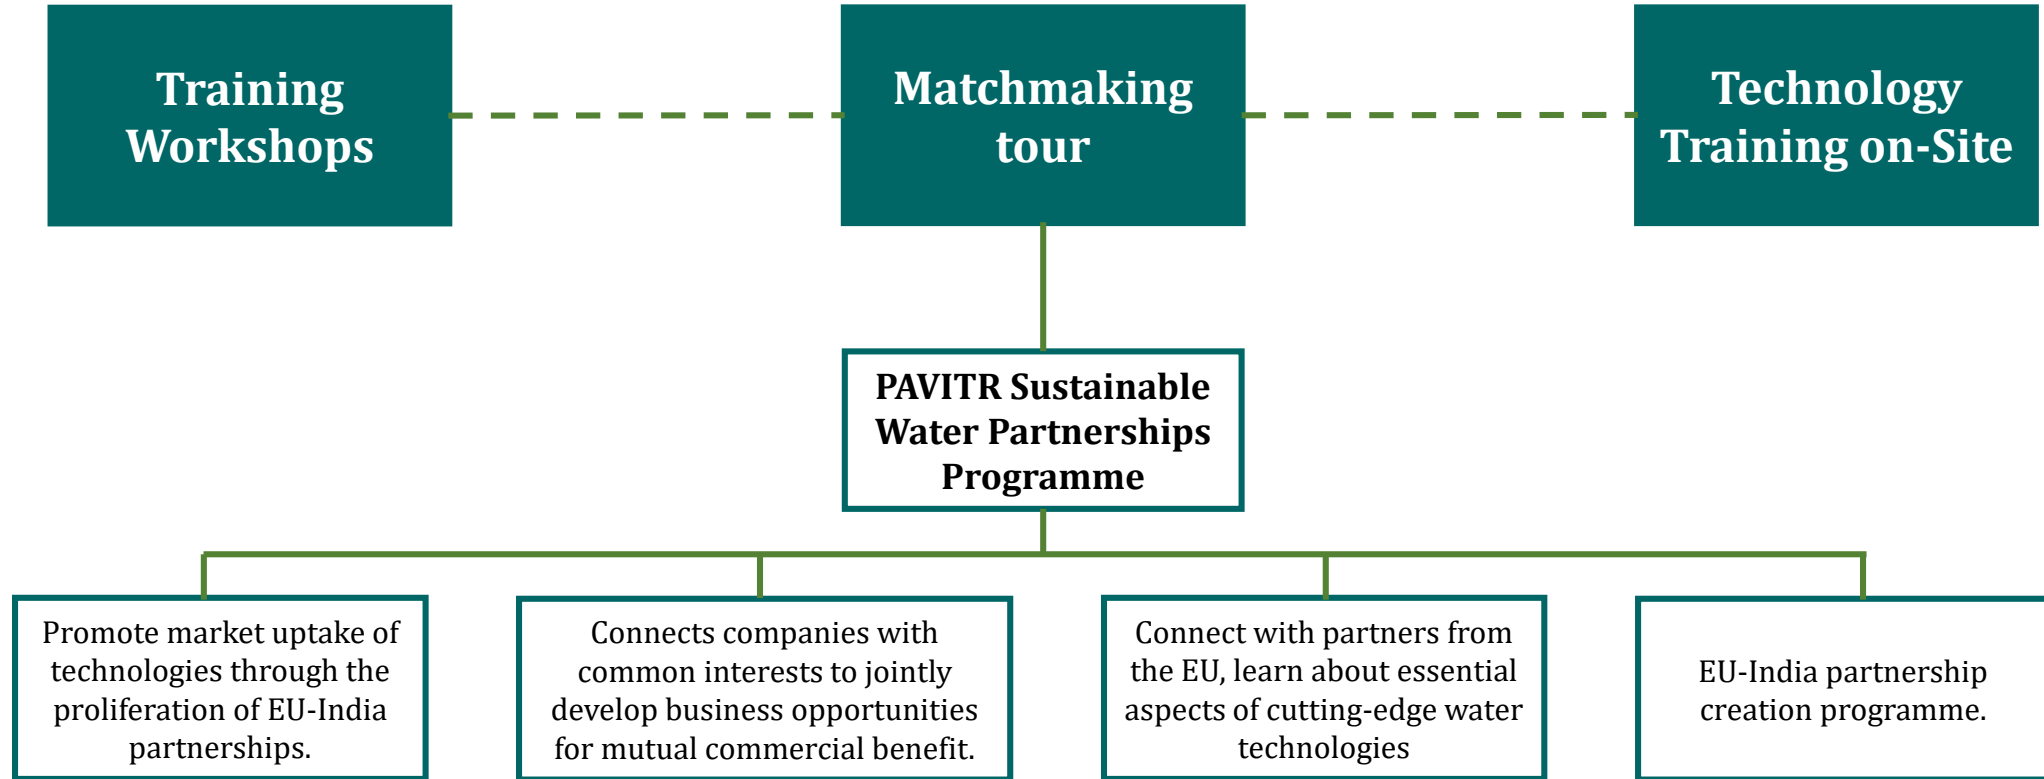 Training
Workshops
Matchmaking
tour
Technology
Training on-Site
PAVITR Sustainable
Water Partnerships
Programme
Promote market uptake of
technologies through the
proliferation of EU-India
partnerships.
Connects companies with
common interests to jointly
develop business opportunities
for mutual commercial benefit.
Connect with partners from
the EU, learn about essential
aspects of cutting-edge water
technologies
EU-India partnership
creation programme.